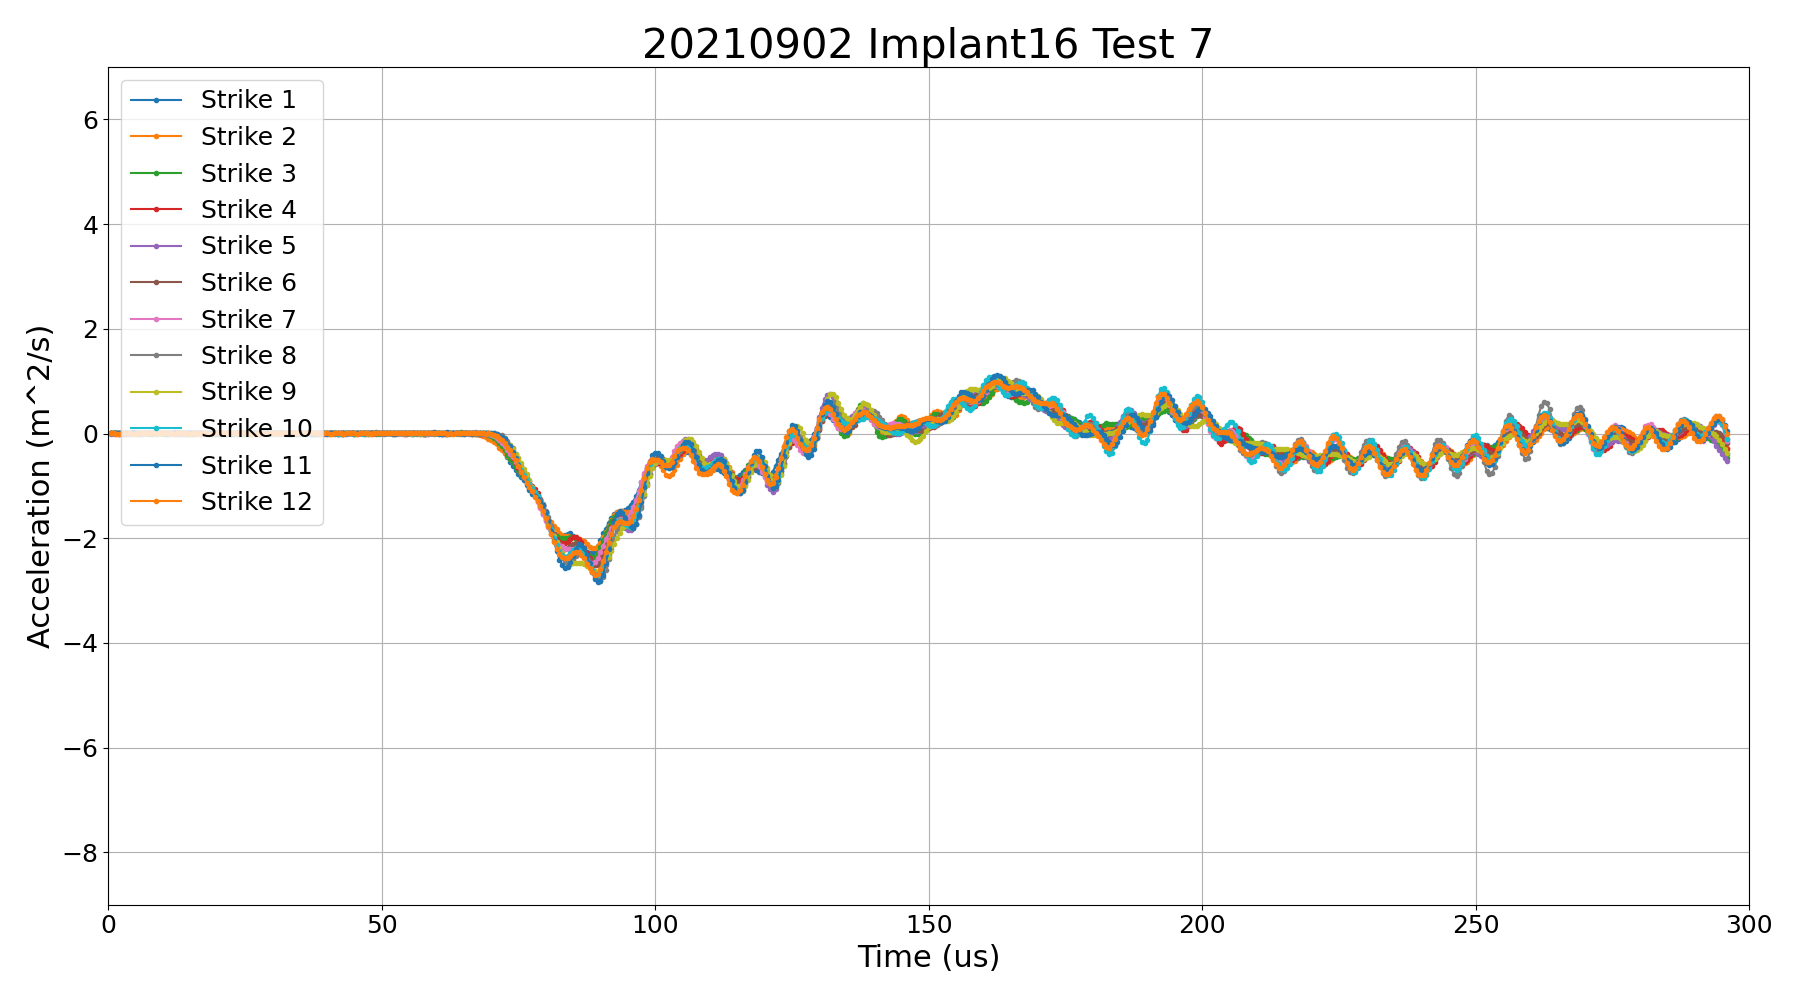 20210902 Implant16 Test 7
Strike 1
Strike 2
Strike 3
Strike 4
Strike 5
Strike 6
Strike 7
Strike 8
Strike 9
Strike 10
Strike 11
Strike 12
6
4
2
0
−2
−4
−6
−8
Acceleration (m^2/s)
0 50 100 150 200 250 300
Time (us)